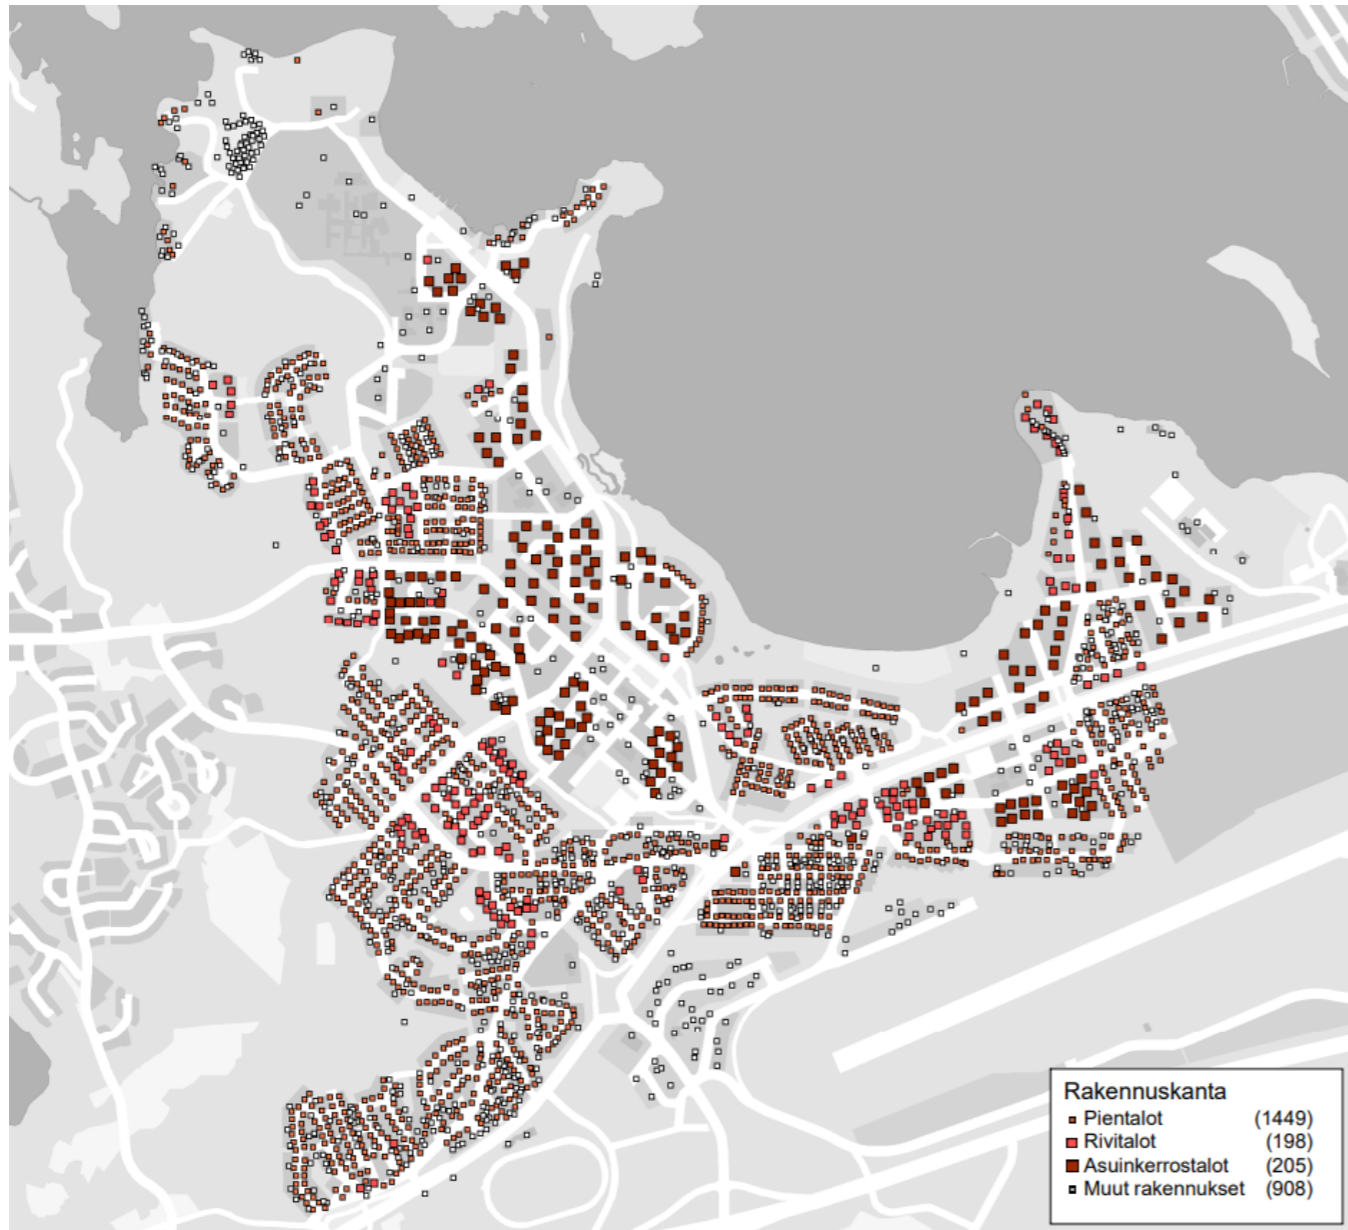 Rakennuskanta
Pientalot (1449)
Rivitalot (198)
Asuinkerrostalot (205)
Muut rakennukset (908)